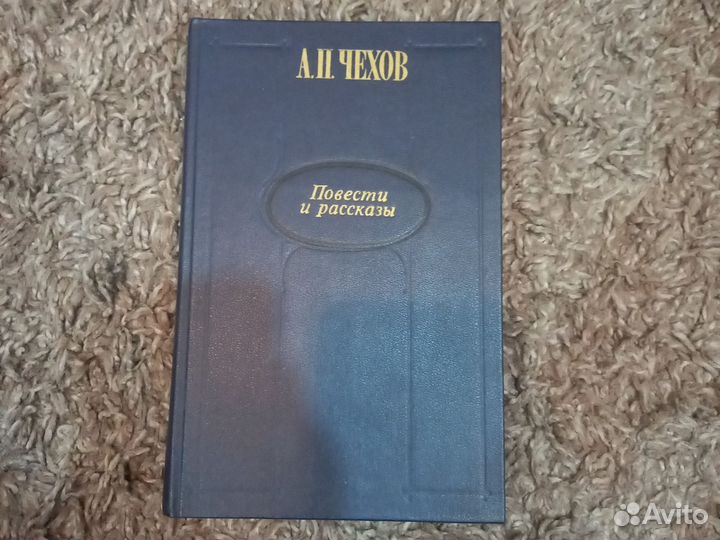 А.П. ЧЕХОВ
Повести
и рассказы
Avito